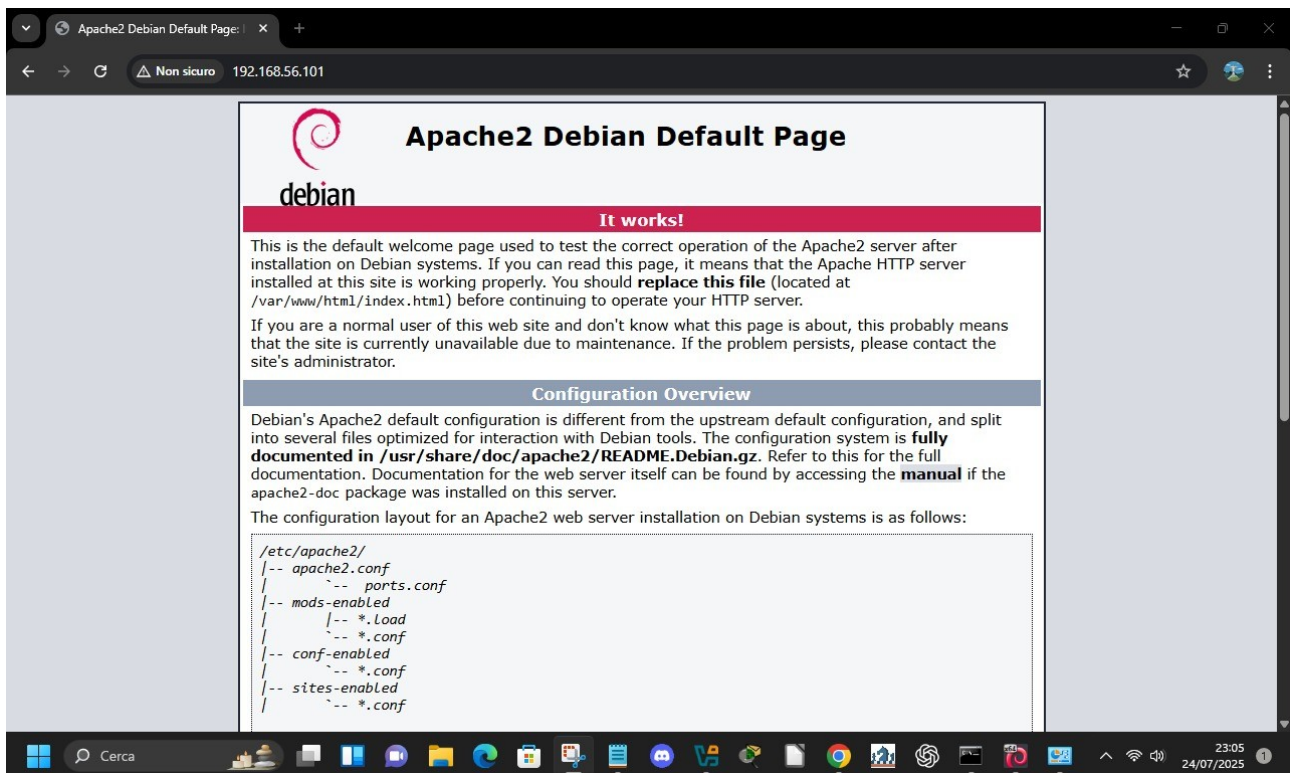 Apache2 Debian Default Page: 
Non sicuro 192.168.56.101
debian
Apache2 Debian Default Page
It works!
This is the default welcome page used to test the correct operation of the Apache2 server after
installation on Debian systems. If you can read this page, it means that the Apache HTTP server
installed at this site is working properly. You should replace this file (located at
/var/www/html/index.html) before continuing to operate your HTTP server.
If you are a normal user of this web site and don't know what this page is about, this probably means
that the site is currently unavailable due to maintenance. If the problem persists, please contact the
site's administrator.
Configuration Overview
Debian's Apache2 default configuration is different from the upstream default configuration, and split
into several files optimized for interaction with Debian tools. The configuration system is fully
documented in /usr/share/doc/apache2/README.Debian.gz. Refer to this for the full
documentation. Documentation for the web server itself can be found by accessing the manual if the
apache2-doc package was installed on this server.
The configuration layout for an Apache2 web server installation on Debian systems is as follows:
/etc/apache2/
|-- apache2.conf
|       `--  ports.conf
|-- mods-enabled
|       |-- *.load
|       `-- *.conf
|-- conf-enabled
|       `-- *.conf
|-- sites-enabled
|       `-- *.conf
Cerca
23:05
24/07/2025
1